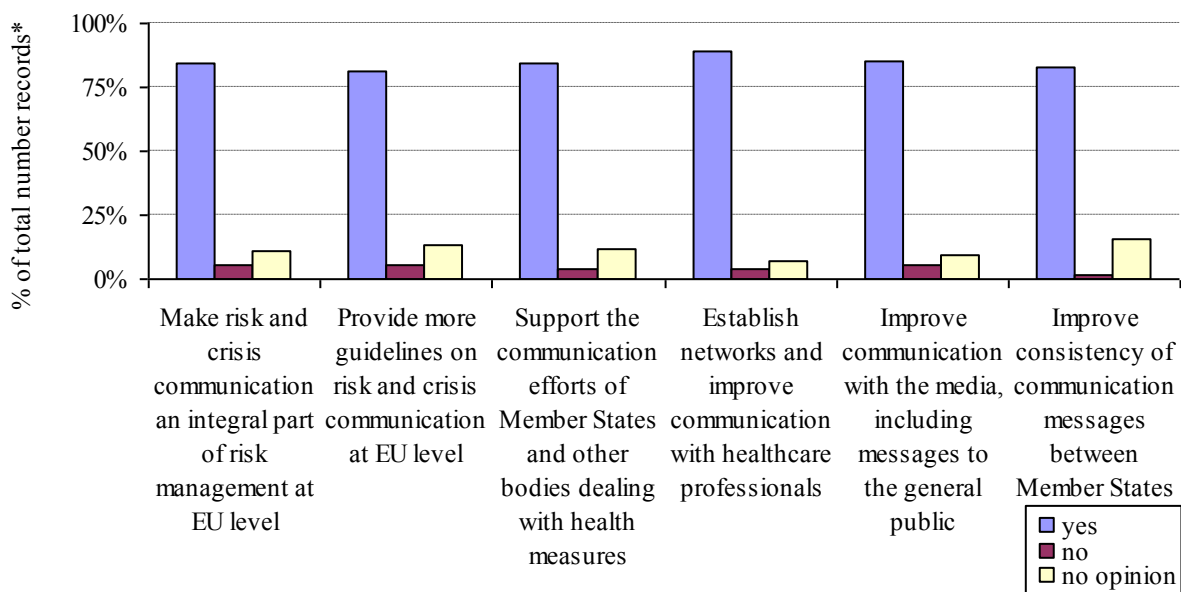 % of total number records*
100%
75%
50%
25%
0%
Make risk and
crisis
communication
an integral part
of risk
management at
EU level
Provide more
guidelines on
risk and crisis
communication
at EU level
Support the
communication
efforts of
Member States
and other
bodies dealing
with health
measures
Establish
networks and
improve
communication
with healthcare
professionals
Improve
communication
with the media,
including
messages to
the general
public
Improve
consistency of
communication
messages
between
Member States
yes
no
no opinion